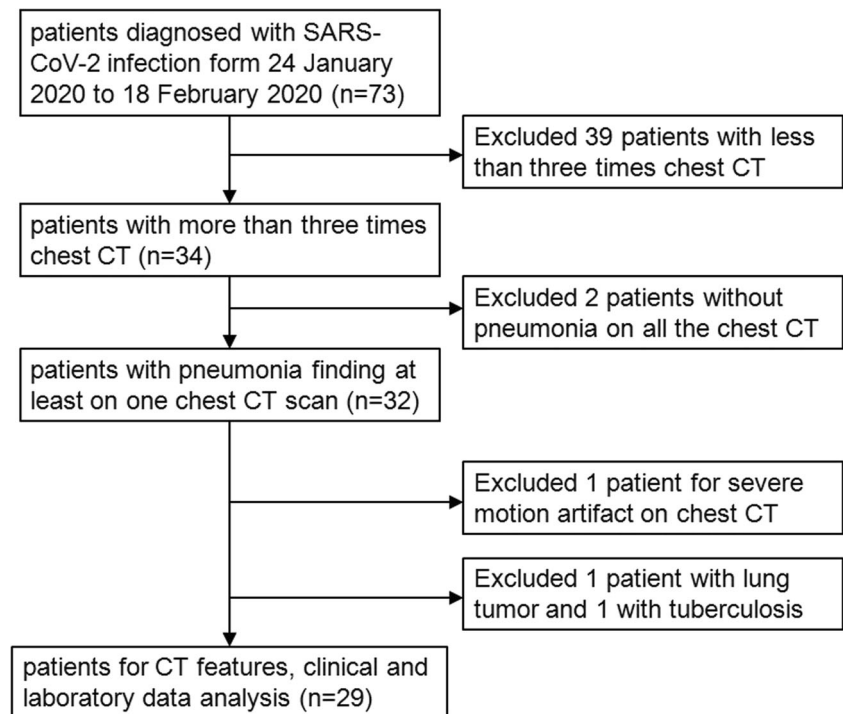 patients diagnosed with SARS-
CoV-2 infection form 24 January
2020 to 18 February 2020 (n=73)
Excluded 39 patients with less
than three times chest CT
patients with more than three times
chest CT (n=34)
Excluded 2 patients without
pneumonia on all the chest CT
patients with pneumonia finding at
least on one chest CT scan (n=32)
Excluded 1 patient for severe
motion artifact on chest CT
Excluded 1 patient with lung
tumor and 1 with tuberculosis
patients for CT features, clinical and
laboratory data analysis (n=29)